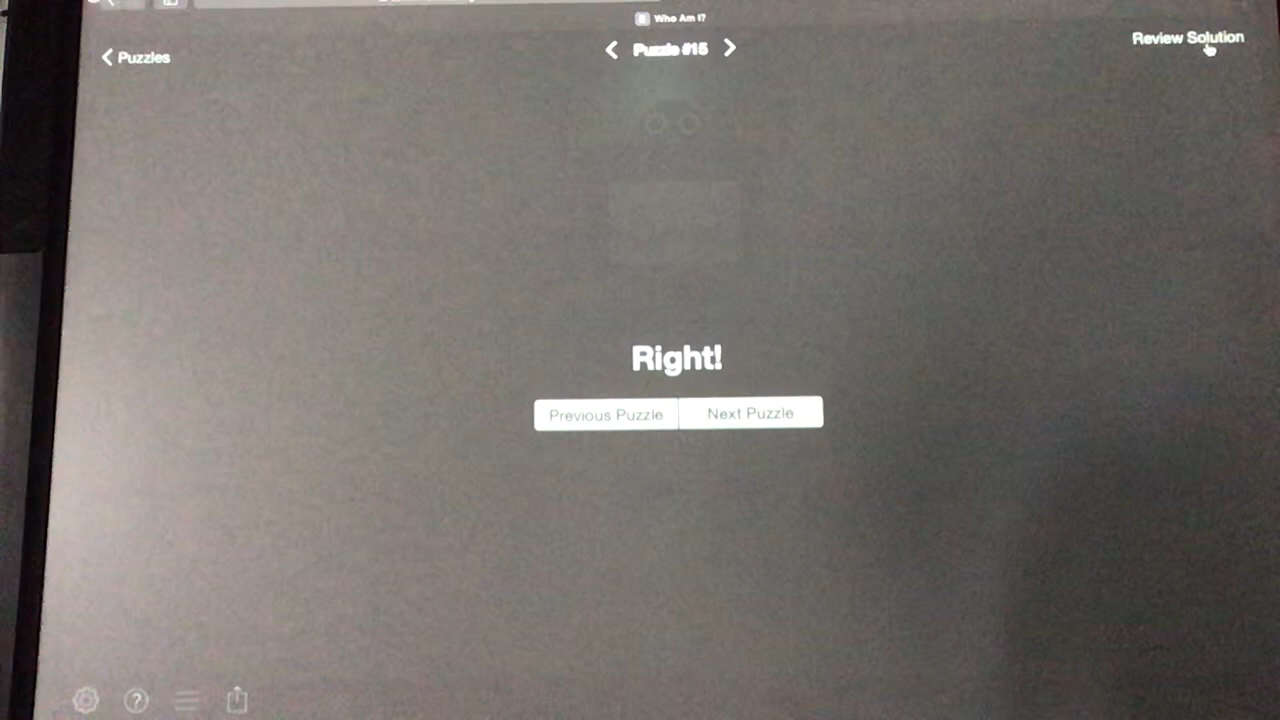 Who Am I?
Puzzles
Puzzle #15
Review Solution
Right!
Previous Puzzle
Next Puzzle
?